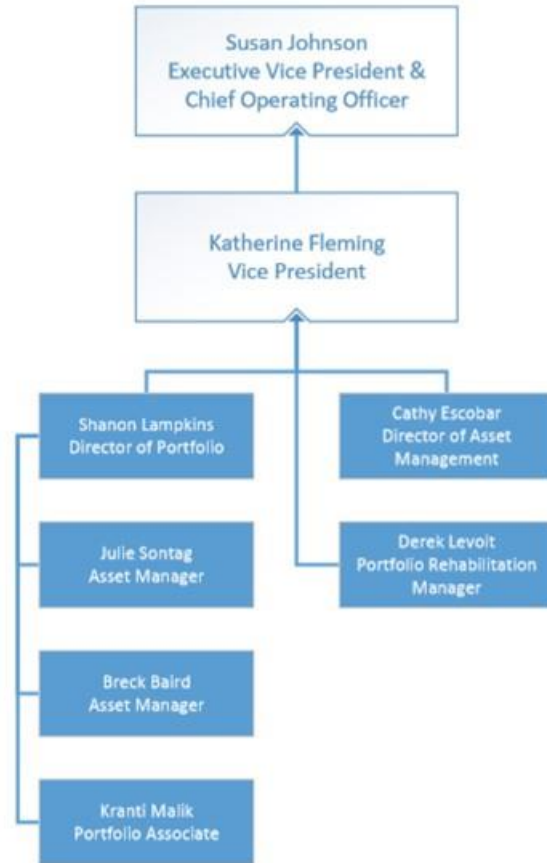 Susan Johnson
Executive Vice President &
Chief Operating Officer
Katherine Fleming
Vice President
Shanon Lampkins
Director of Portfolio
Cathy Escobar
Director of Asset
Management
Julie Sontag
Asset Manager
Derek Levoit
Portfolio Rehabilitation
Manager
Breck Baird
Asset Manager
Kranti Malik
Portfolio Associate